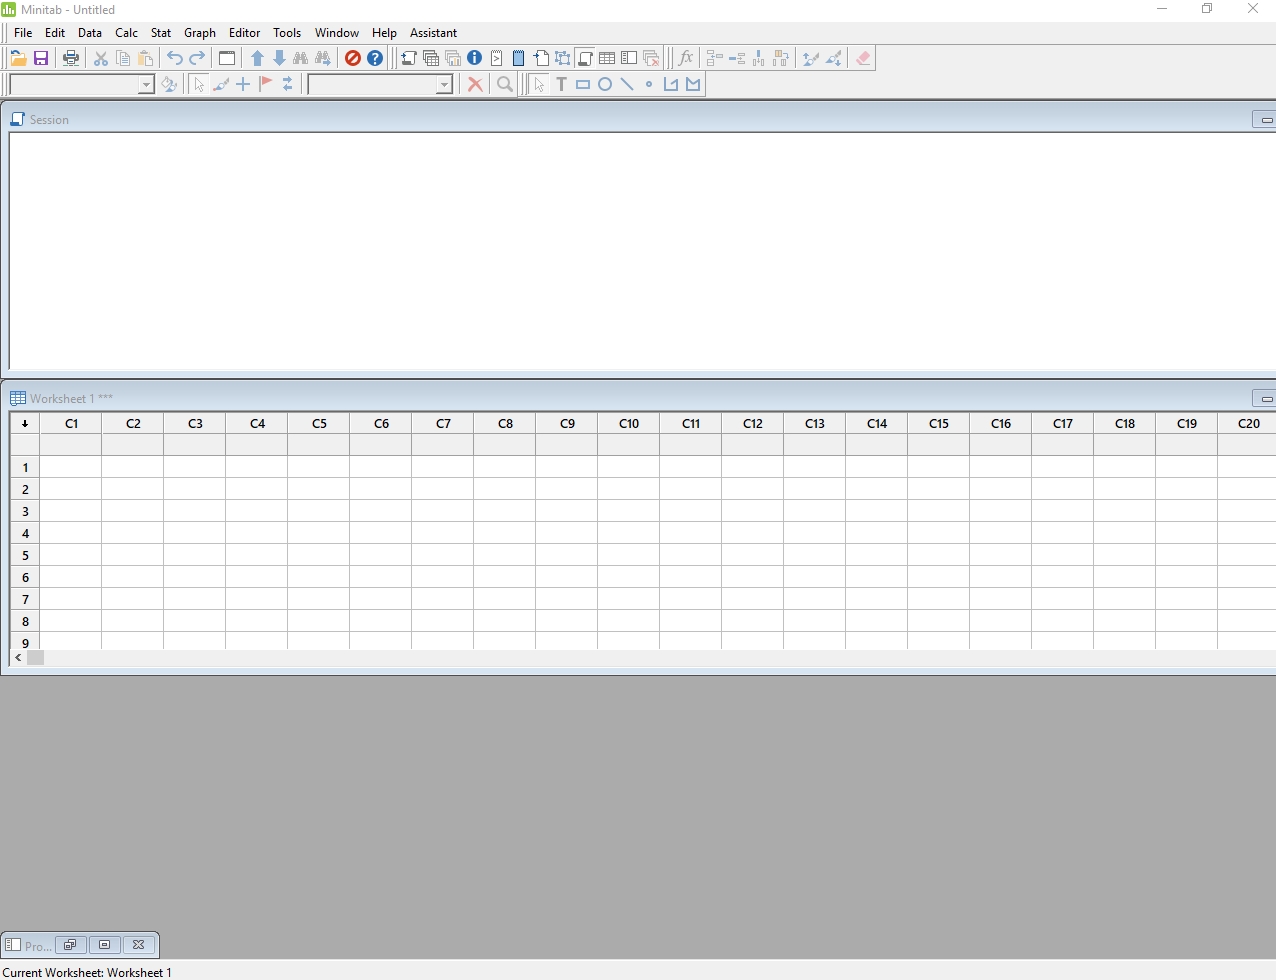 Minitab - Untitled
File Edit Data Calc Stat Graph Editor Tools Window Help Assistant
Session
Worksheet 1 ***
C1 C2 C3 C4 C5 C6 C7 C8 C9 C10 C11 C12 C13 C14 C15 C16 C17 C18 C19 C20
1
2
3
4
5
6
7
8
9
Pro...
Current Worksheet: Worksheet 1